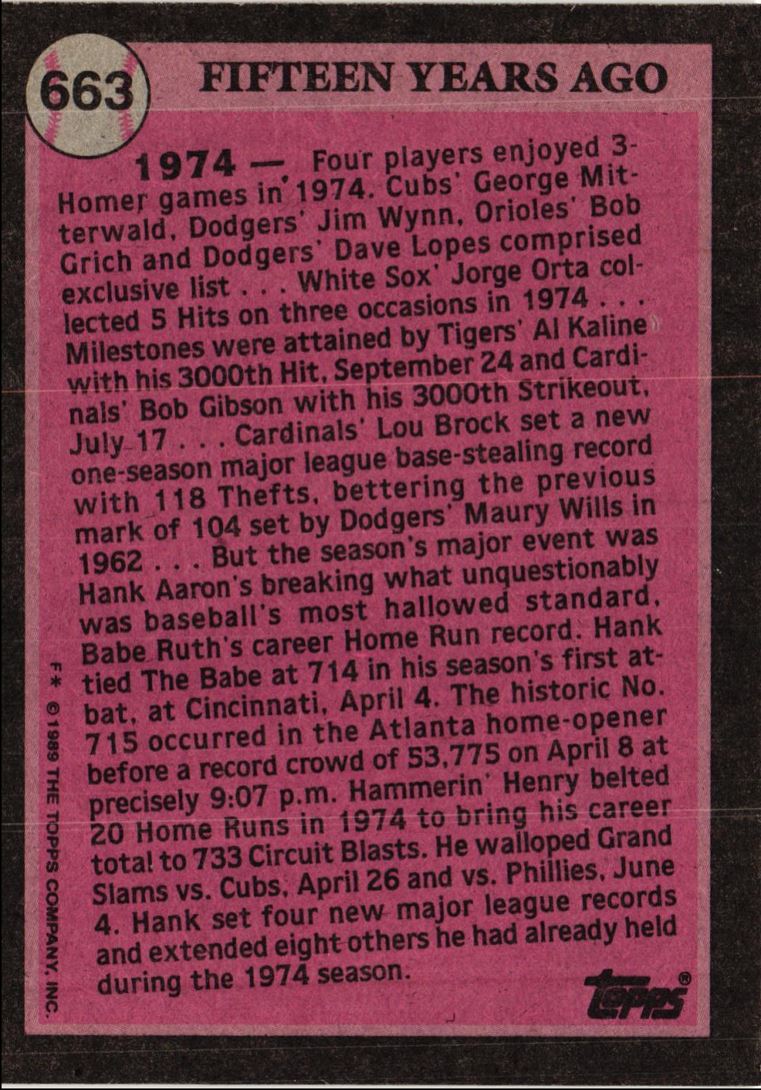 663
FIFTEEN YEARS AGO
1974 — Four players enjoyed 3-
Homer games in 1974. Cubs' George Mit-
terwald, Dodgers' Jim Wynn, Orioles' Bob
Grich and Dodgers' Dave Lopes comprised
exclusive list . . . White Sox' Jorge Orta col-
lected 5 Hits on three occasions in 1974 . . .
Milestones were attained by Tigers' Al Kaline
with his 3000th Hit, September 24 and Cardi-
nals' Bob Gibson with his 3000th Strikeout,
July 17 . . . Cardinals' Lou Brock set a new
one-season major league base-stealing record
with 118 Thefts, bettering the previous
mark of 104 set by Dodgers' Maury Wills in
1962 . . . But the season's major event was
Hank Aaron's breaking what unquestionably
was baseball's most hallowed standard,
Babe Ruth's career Home Run record. Hank
tied The Babe at 714 in his season's first at-
bat, at Cincinnati, April 4. The historic No.
715 occurred in the Atlanta home-opener
before a record crowd of 53,775 on April 8 at
precisely 9:07 p.m. Hammerin' Henry belted
20 Home Runs in 1974 to bring his career
total to 733 Circuit Blasts. He walloped Grand
Slams vs. Cubs, April 26 and vs. Phillies, June
4. Hank set four new major league records
and extended eight others he had already held
during the 1974 season.
F* © 1989 THE TOPPS COMPANY, INC.
topps®